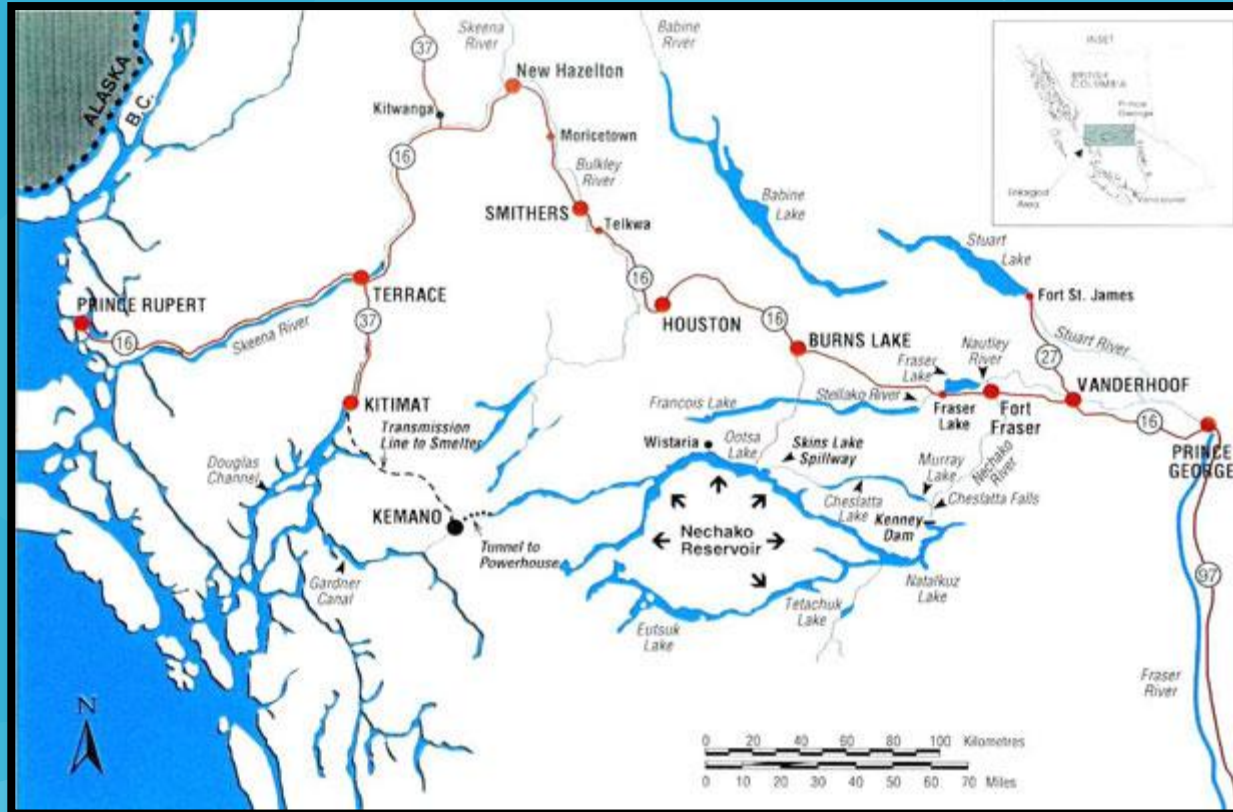 ALASKA
B.C.
37
Skeena
River
Babine
River
INSET
BRITISH
COLUMBIA
Prince
George
Enlarged
Area
Vancouver
New Hazelton
Kitwanga
Moricetown
16
Bulkley
River
SMITHERS
Telkwa
Babine
Lake
Stuart
Lake
Fort St. James
16
TERRACE
PRINCE RUPERT
16
Skeena River
37
HOUSTON
16
BURNS LAKE
Fraser
Lake
Nautley
River
Stuart River
27
VANDERHOOF
KITIMAT
Transmission
Line to Smelter
Francois Lake
Stellako River
Fraser
Lake
Fort
Fraser
16
PRINCE
GEORGE
Wistaria
Ootsa
Lake
Skins Lake
Spillway
Murray
Lake
Nechako
River
Douglas
Channel
Cheslatta
Lake
Cheslatta Falls
KEMANO
Nechako
Reservoir
Kenney
Dam
Tunnel to
Powerhouse
Gardner
Canal
Natalkuz
Lake
Tetachuk
Lake
Eutsuk
Lake
97
Fraser
River
N
0 20 40 60 80 100 Kilometres
0 10 20 30 40 50 60 70 Miles